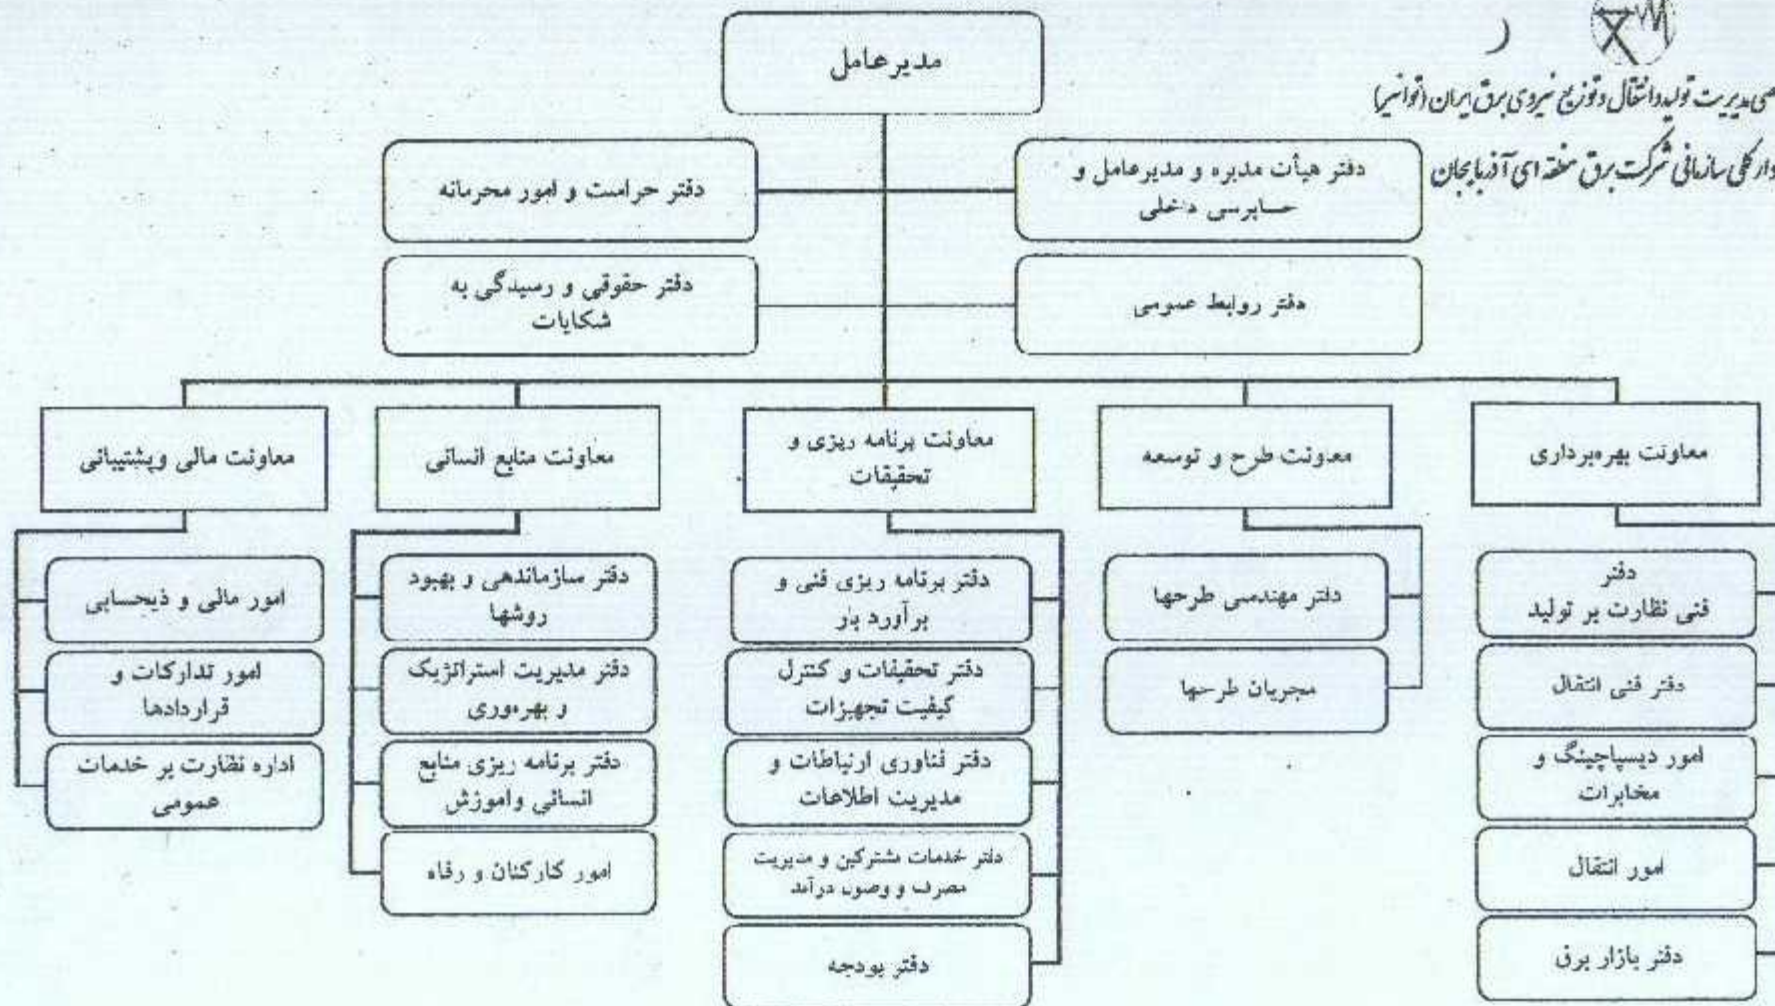 مدیرعامل
مدیریت تولید و انتقال و توزیع نیروی برق ایران (توانیر)
سازمانی شرکت برق منطقه ای آذربایجان
دفتر هیأت مدیره و مدیرعامل و
حسابرسی داخلی
دفتر حراست و امور محرمانه
دفتر روابط عمومی
دفتر حقوقی و رسیدگی به
شکایات
معاونت بهره‌برداری
معاونت طرح و توسعه
معاونت برنامه ریزی و
تحقیقات
معاونت منابع انسانی
معاونت مالی وپشتیبانی
دفتر
فنی نظارت بر تولید
دفتر فنی انتقال
امور دیسپاچینگ و
مخابرات
امور انتقال
دفتر بازار برق
دفتر مهندسی طرحها
مجریان طرحها
دفتر برنامه ریزی فنی و
برآورد بار
دفتر تحقیقات و کنترل
کیفیت تجهیزات
دفتر فناوری ارتباطات و
مدیریت اطلاعات
دفتر خدمات مشترکین و مدیریت
مصرف و وصول درآمد
دفتر بودجه
دفتر سازماندهی و بهبود
روشها
دفتر مدیریت استراتژیک
و بهره‌وری
دفتر برنامه ریزی منابع
انسانی واموزش
امور کارکنان و رفاه
امور مالی و ذیحسابی
امور تدارکات و
قراردادها
اداره نظارت بر خدمات
عمومی